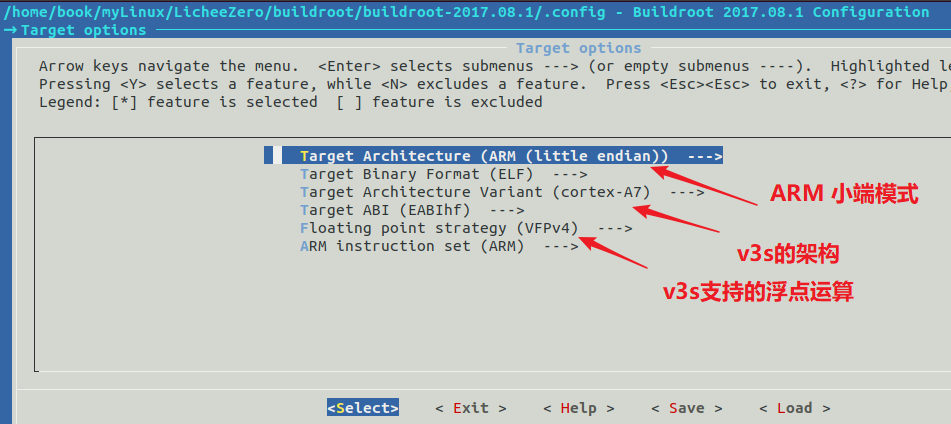 /home/book/myLinux/LicheeZero/buildroot/buildroot-2017.08.1/.config - Buildroot 2017.08.1 Configuration
→ Target options
Target options
Arrow keys navigate the menu.  <Enter> selects submenus ---> (or empty submenus ----).  Highlighted le
Pressing <Y> selects a feature, while <N> excludes a feature.  Press <Esc><Esc> to exit, <?> for Help,
Legend: [*] feature is selected  [ ] feature is excluded
Target Architecture (ARM (little endian))  --->
Target Binary Format (ELF)  --->
Target Architecture Variant (cortex-A7)  --->
ARM 小端模式
Target ABI (EABIhf)  --->
Floating point strategy (VFPv4)  --->
ARM instruction set (ARM)  --->
v3s的架构
v3s支持的浮点运算
<Select>    < Exit >    < Help >    < Save >    < Load >